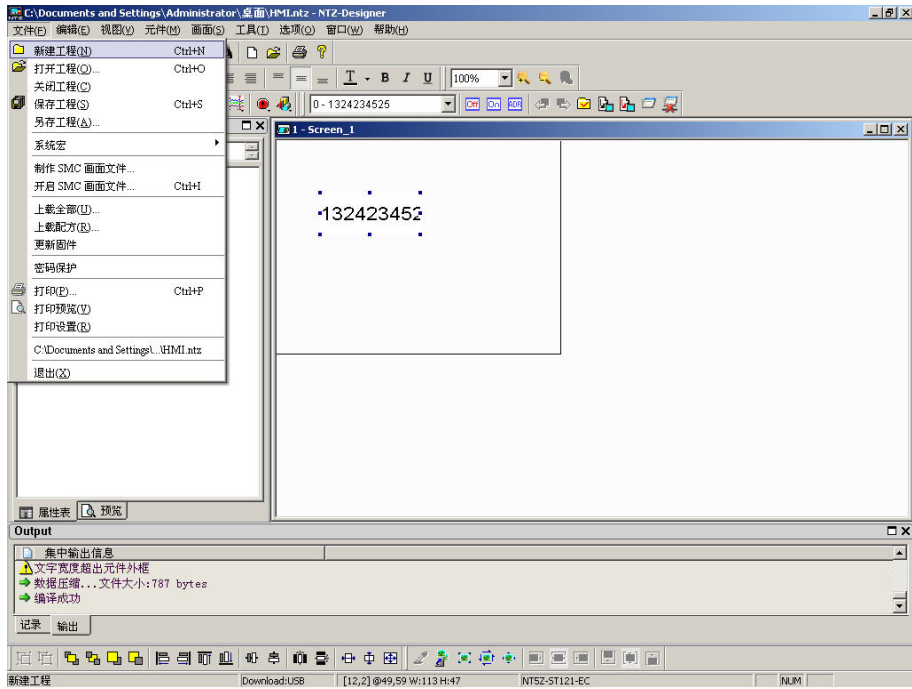 C:\Documents and Settings\Administrator\桌面\HMI.ntz - NTZ-Designer
文件(F) 编辑(E) 视图(V) 元件(M) 画面(S) 工具(T) 选项(O) 窗口(W) 帮助(H)
新建工程(N) Ctrl+N
打开工程(O)... Ctrl+O
关闭工程(C)
保存工程(S) Ctrl+S
另存工程(A)...
系统宏
制作 SMC 画面文件...
开启 SMC 画面文件... Ctrl+I
上载全部(U)...
上载配方(R)...
更新固件
密码保护
打印(P)... Ctrl+P
打印预览(V)
打印设置(R)
C:\Documents and Settings\...\HMI.ntz
退出(X)
T B I U 100%
0 - 1324234525 Off On ADR
1 - Screen_1
132423452
属性表 预览
Output
集中输出信息
文字宽度超出元件外框
数据压缩...文件大小:787 bytes
编译成功
记录 输出
新建工程 Download:USB [12,2] @49,59 W:113 H:47 NT5Z-ST121-EC NUM